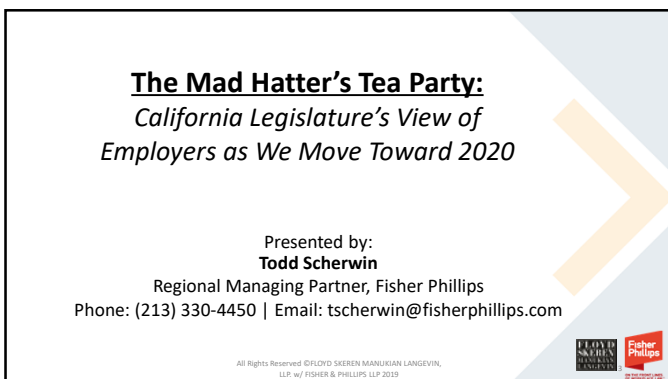 The Mad Hatter's Tea Party:
California Legislature's View of
Employers as We Move Toward 2020
Presented by:
Todd Scherwin
Regional Managing Partner, Fisher Phillips
Phone: (213) 330-4450 | Email: tscherwin@fisherphillips.com
All Rights Reserved ©FLOYD SKEREN MANUKIAN LANGEVIN,
LLP. w/ FISHER & PHILLIPS LLP 2019
FLOYD
SKEREN
MANUKIAN
LANGEVIN
3
Fisher
Phillips